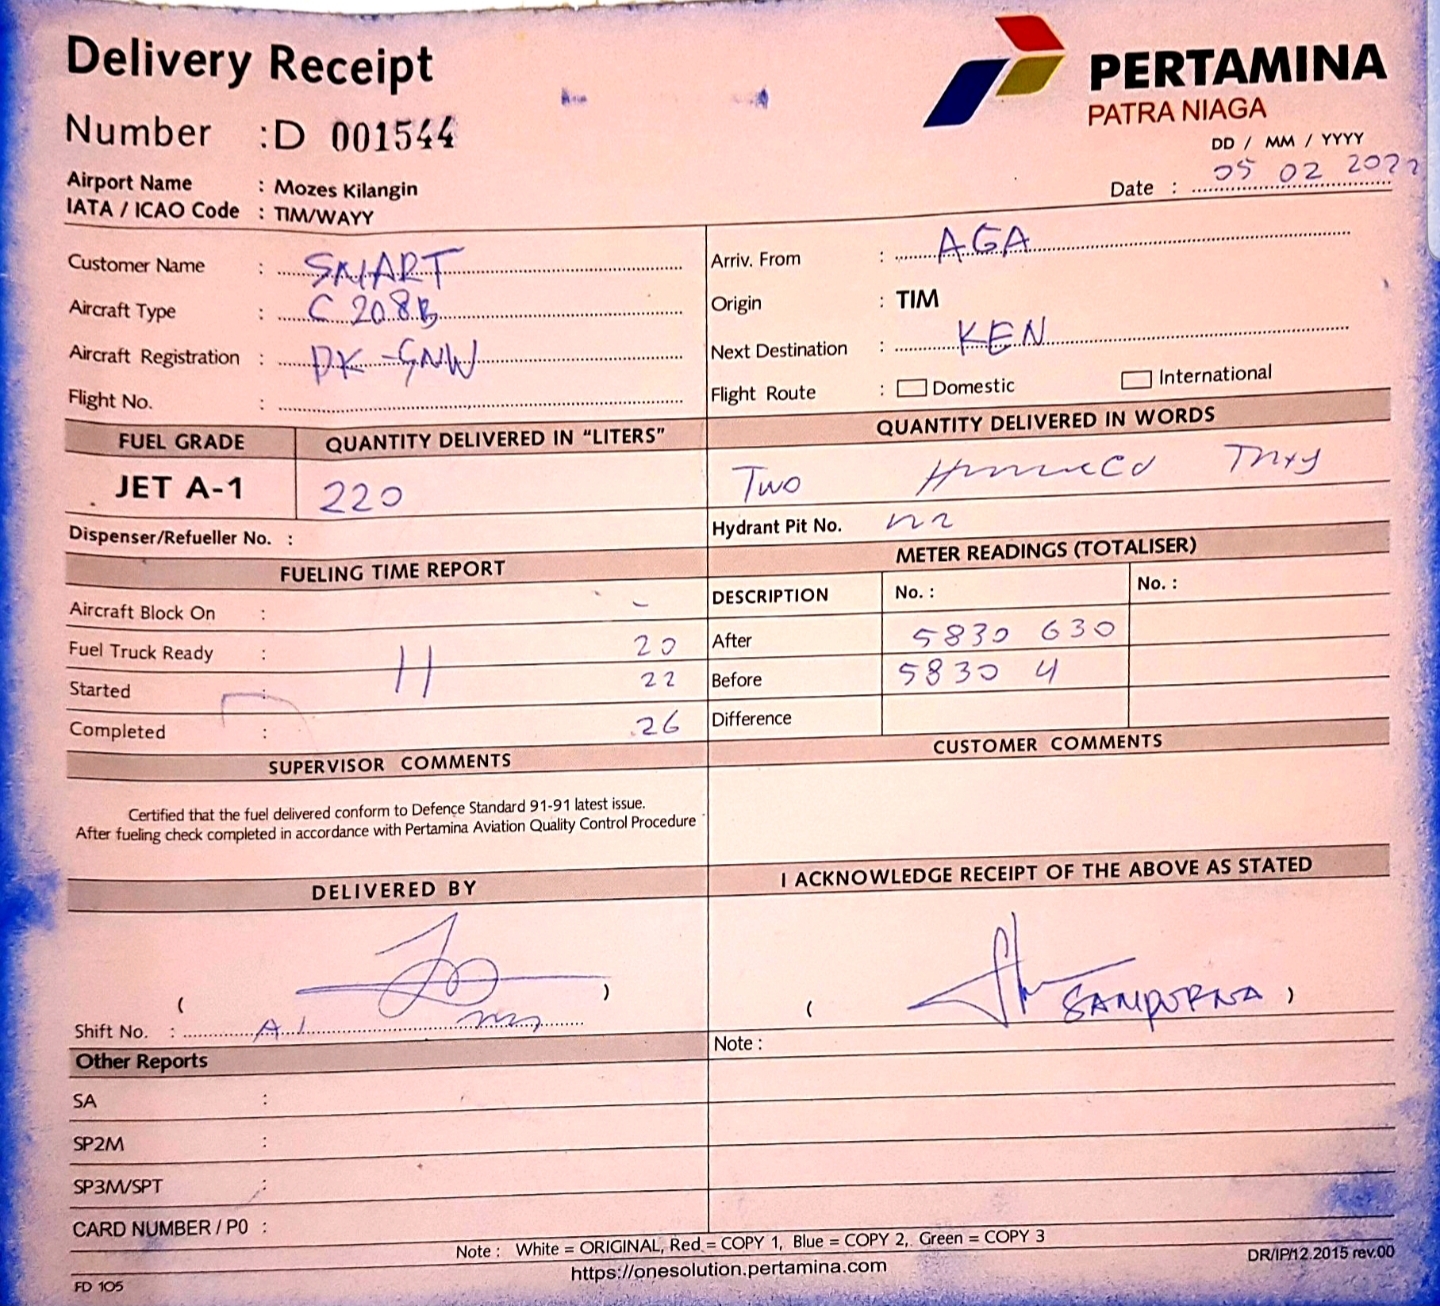 Delivery Receipt
PERTAMINA
PATRA NIAGA
Number : D 001544
DD / MM / YYYY
Date : 05 02 2022
Airport Name : Mozes Kilangin
IATA / ICAO Code : TIM/WAYY
Customer Name : SMART
Arriv. From : AGA
Aircraft Type : C 208B
Origin : TIM
Aircraft Registration : PK-SNW
Next Destination : KEN
Flight No. :
Flight Route : Domestic International
FUEL GRADE QUANTITY DELIVERED IN “LITERS” QUANTITY DELIVERED IN WORDS
JET A-1 220 Two
Dispenser/Refueller No. :
Hydrant Pit No.
FUELING TIME REPORT METER READINGS (TOTALISER)
Aircraft Block On : -
DESCRIPTION No. : No. :
Fuel Truck Ready : 20
After 5830 630
Started : 11 22
Before 5830 4
Completed : 26
Difference
SUPERVISOR COMMENTS CUSTOMER COMMENTS
Certified that the fuel delivered conform to Defence Standard 91-91 latest issue.
After fueling check completed in accordance with Pertamina Aviation Quality Control Procedure
DELIVERED BY I ACKNOWLEDGE RECEIPT OF THE ABOVE AS STATED
( ) ( SAMPURNA )
Shift No. : A1
Note :
Other Reports
SA :
SP2M :
SP3M/SPT :
CARD NUMBER / P0 :
Note : White = ORIGINAL, Red = COPY 1, Blue = COPY 2, Green = COPY 3
https://onesolution.pertamina.com
FD 105
DR/IP/12.2015 rev.00